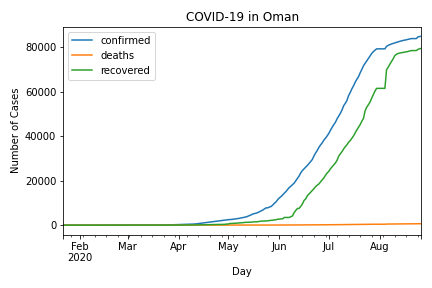 COVID-19 in Oman
confirmed
deaths
recovered
Number of Cases
80000
60000
40000
20000
0
Feb
2020
Mar
Apr
May
Jun
Jul
Aug
Day